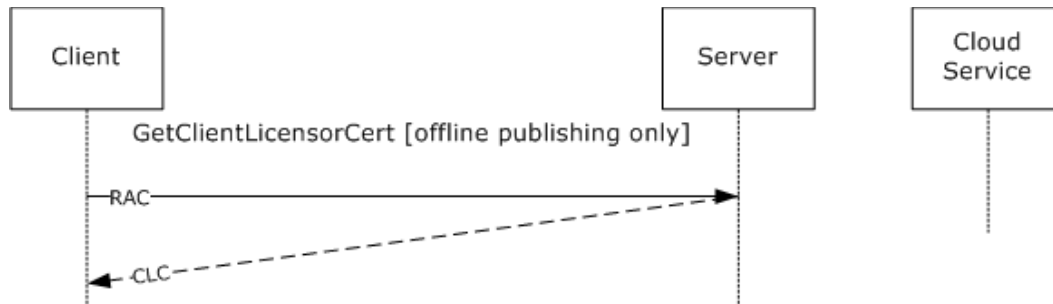 Client
Server
Cloud
Service
GetClientLicensorCert [offline publishing only]
RAC
CLC